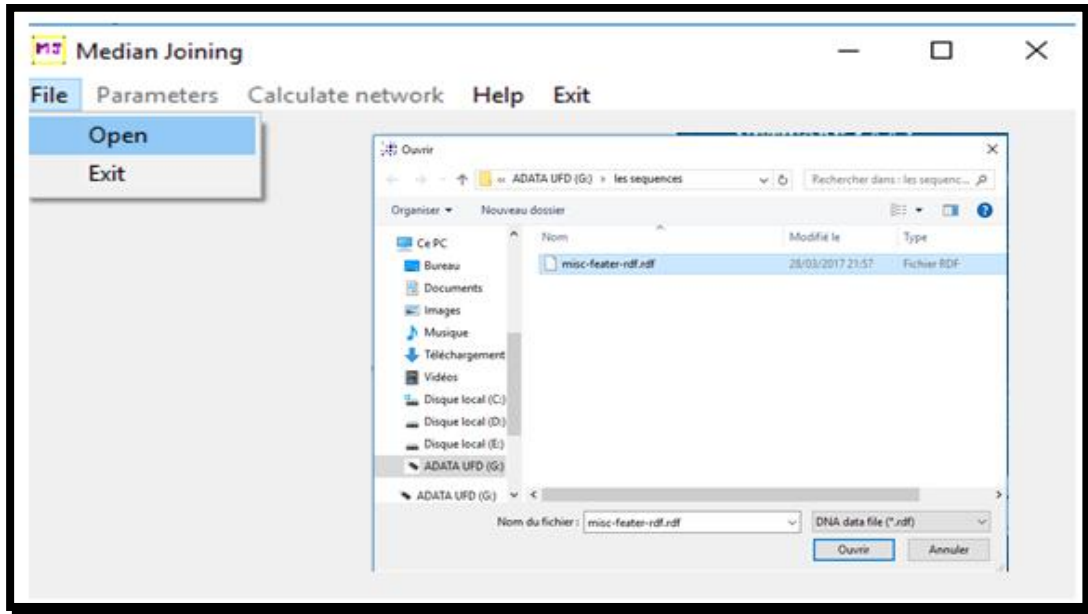 MJ Median Joining
File Parameters Calculate network Help Exit
Open
Exit
Ouvrir
« ADATA UFD (G:) > les sequences
Rechercher dans : les sequenc...
Organiser Nouveau dossier
Nom Modifié le Type
Ce PC
misc-feater-rdf.rdf 28/03/2017 21:57 Fichier RDF
Bureau
Documents
Images
Musique
Téléchargement
Vidéos
Disque local (C:)
Disque local (D:)
Disque local (E:)
ADATA UFD (G:)
ADATA UFD (G:)
Nom du fichier : misc-feater-rdf.rdf DNA data file (*.rdf)
Ouvrir Annuler